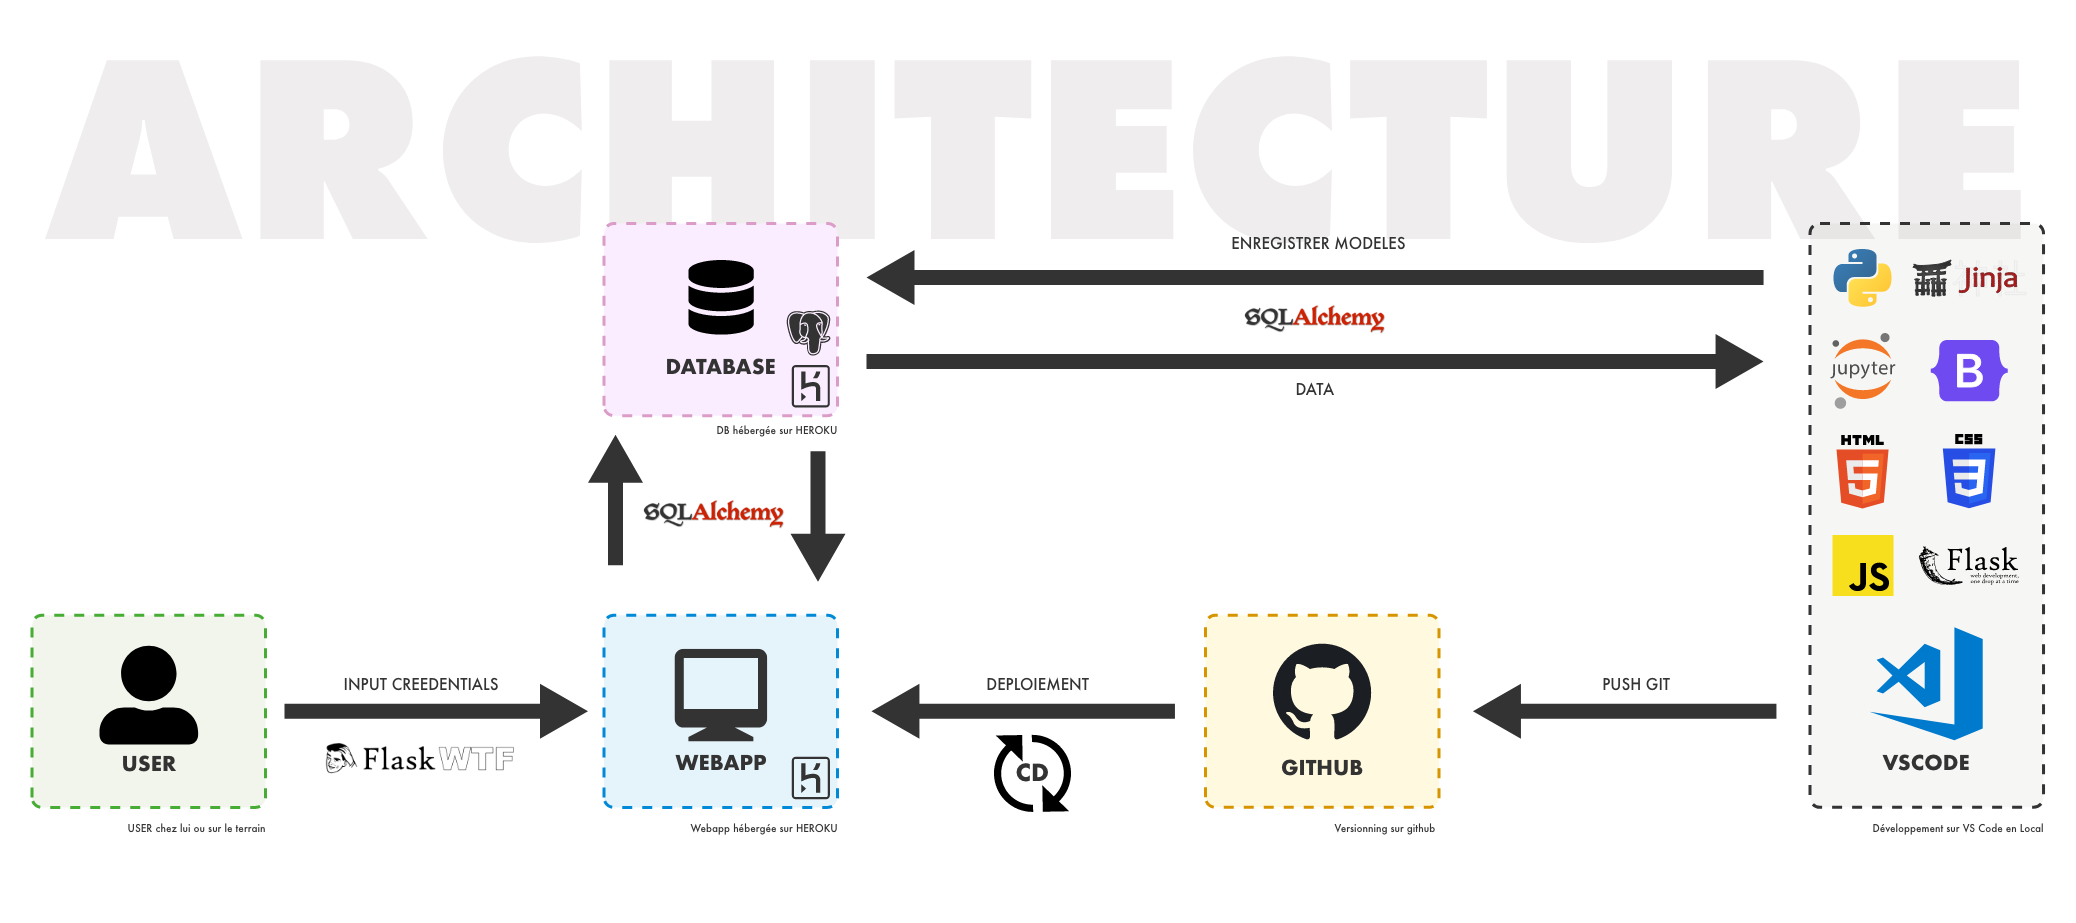 ARCHITECTURE
ENREGISTRER MODELES
SQLAlchemy
DATA
DATABASE
DB hébergée sur HEROKU
SQLAlchemy
Jinja
jupyter
B
HTML
CSS
JS
Flask
web development,
one drop at a time
VSCODE
Développement sur VS Code en Local
USER
USER chez lui ou sur le terrain
INPUT CREEDENTIALS
Flask WTF
WEBAPP
Webapp hébergée sur HEROKU
DEPLOIEMENT
CD
GITHUB
Versionning sur github
PUSH GIT